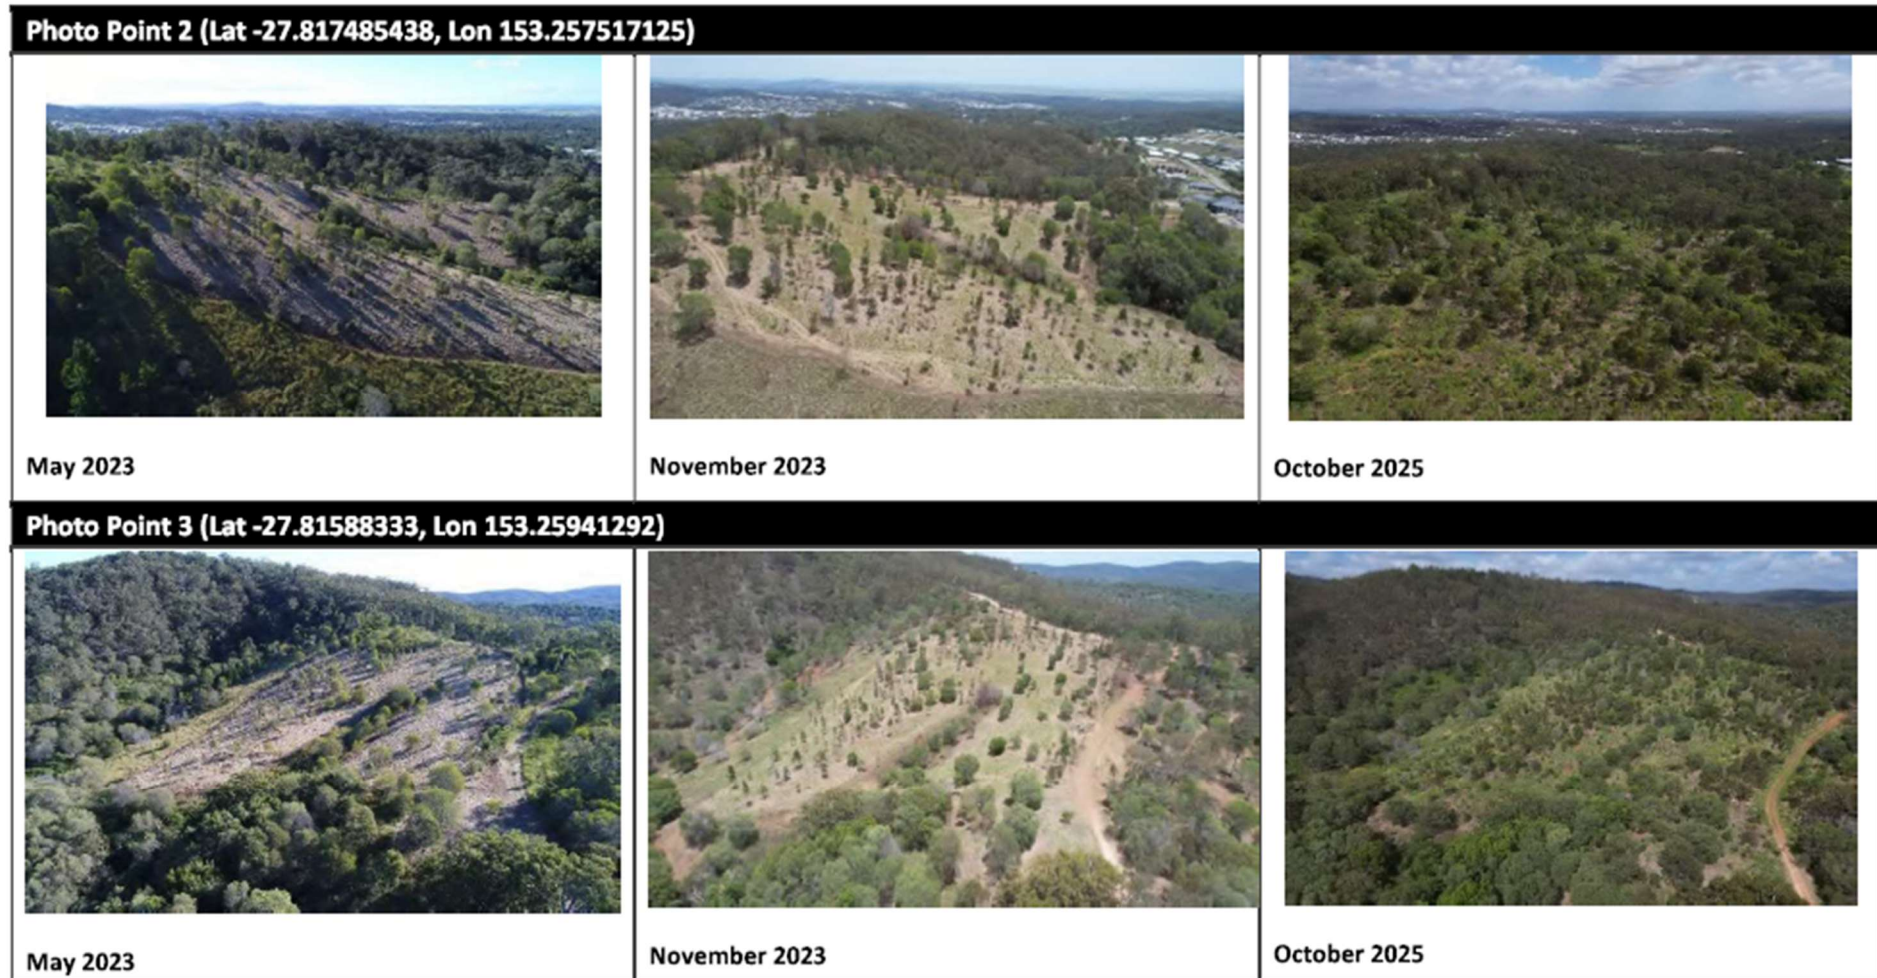 Photo Point 2 (Lat -27.817485438, Lon 153.257517125)
May 2023
November 2023
October 2025
Photo Point 3 (Lat -27.81588333, Lon 153.25941292)
May 2023
November 2023
October 2025